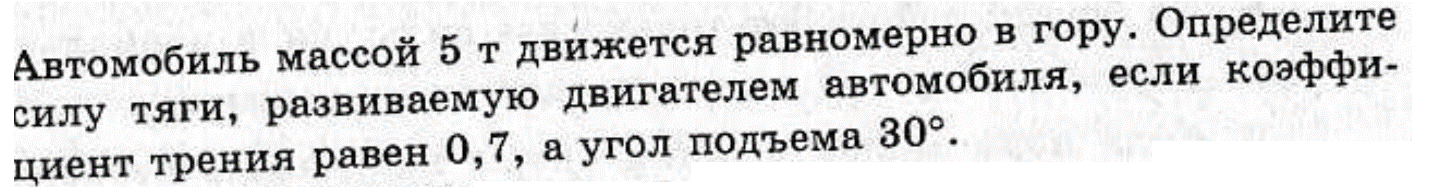 Автомобиль массой 5 т движется равномерно в гору. Определите
силу тяги, развиваемую двигателем автомобиля, если коэффи-
циент трения равен 0,7, а угол подъема 30°.